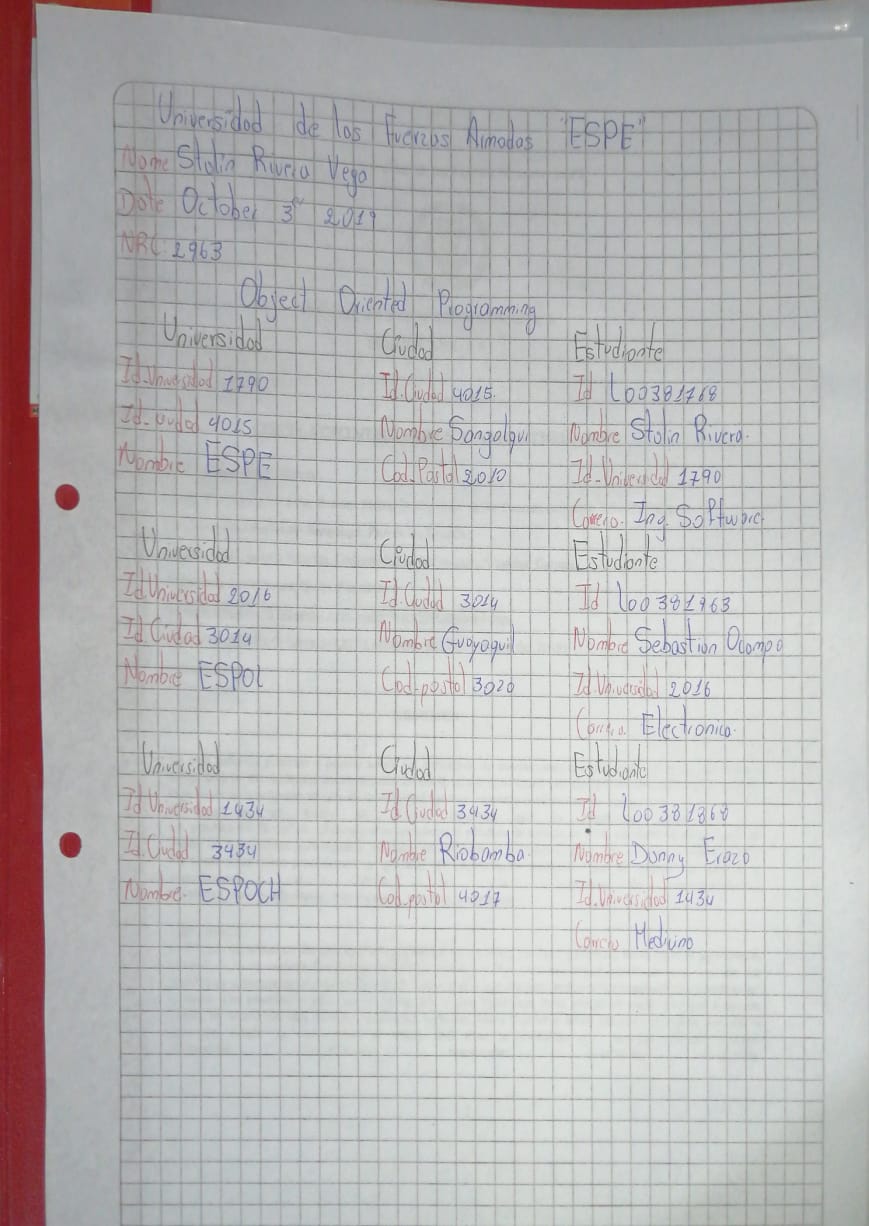 Universidad de las Fuerzas Armadas "ESPE"
Name Stalin Rivera Vega
Date October 3th 2019
NRC: 2963
Object Oriented Programming
Universidad Ciudad Estudiante
Id.Universidad 1790 Id.Ciudad 4015 Id L00381768
Id-Ciudad 4015 Nombre Sangolqui Nombre Stalin Rivera.
Nombre ESPE Cod.Postal 2010 Id-Universidad 1790
Carrera. Ing. Software.
Universidad Ciudad Estudiante
Id.Universidad 2016 Id.Ciudad 3014 Id L00381963
Id Ciudad 3014 Nombre Guayaquil Nombre Sebastian Ocampo
Nombre ESPOL Cod-postal 3020 Id.Universidad 2016
Carrera. Electronica.
Universidad Ciudad Estudiante
Id Universidad 1434 Id Ciudad 3434 Id
Id.Ciudad 3434 Nombre Riobamba. Nombre Danny Erazo
Nombre. ESPOCH Cod-postal 4017 Id.Universidad 1434
Carrera Medicina